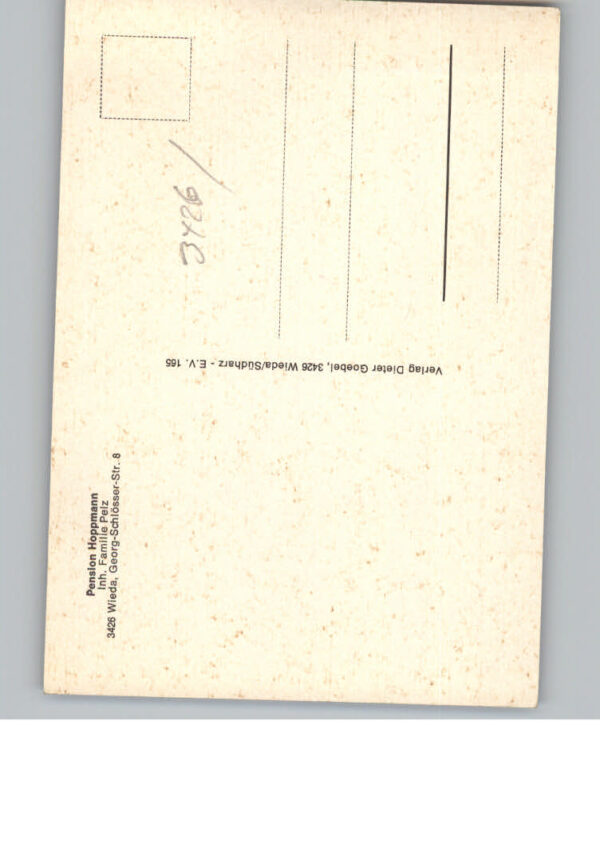 Pension Hoppmann
Inh. Familie Pelz
3426 Wieda, Georg-Schlösser-Str. 8
Verlag Dieter Goebel, 3426 Wieda/Südharz - E.V. 165
3426/